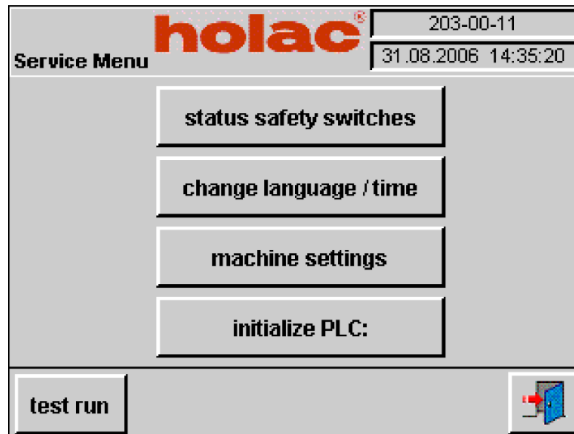 holac®
203-00-11
Service Menu
31.08.2006 14:35:20
status safety switches
change language / time
machine settings
initialize PLC:
test run